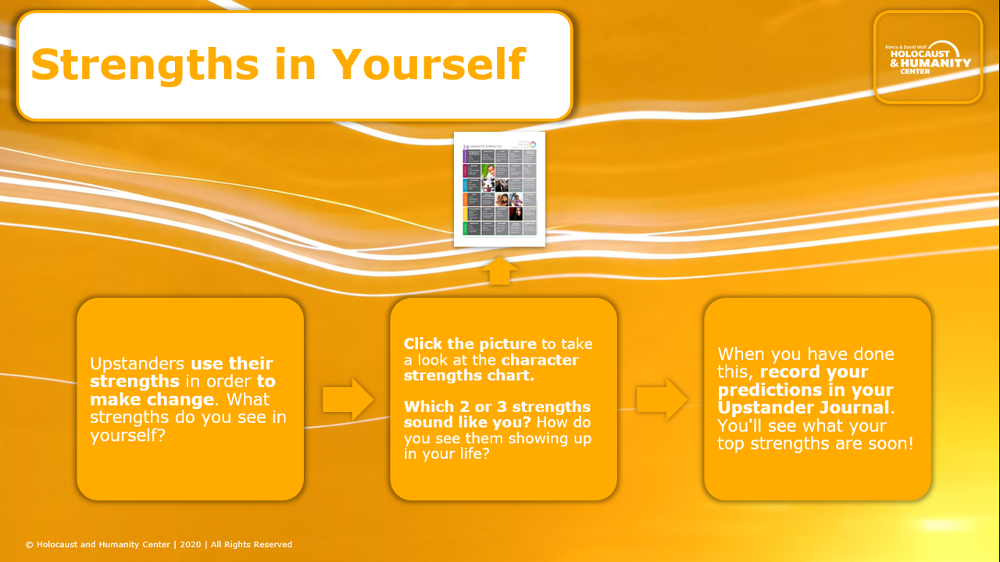 Strengths in Yourself
Nancy & David Wolf
HOLOCAUST
& HUMANITY
CENTER
24 CHARACTER STRENGTHS
Upstanders use their
strengths in order to
make change. What
strengths do you see in
yourself?
Click the picture to take
a look at the character
strengths chart.
Which 2 or 3 strengths
sound like you? How do
you see them showing up
in your life?
When you have done
this, record your
predictions in your
Upstander Journal.
You'll see what your
top strengths are soon!
© Holocaust and Humanity Center | 2020 | All Rights Reserved